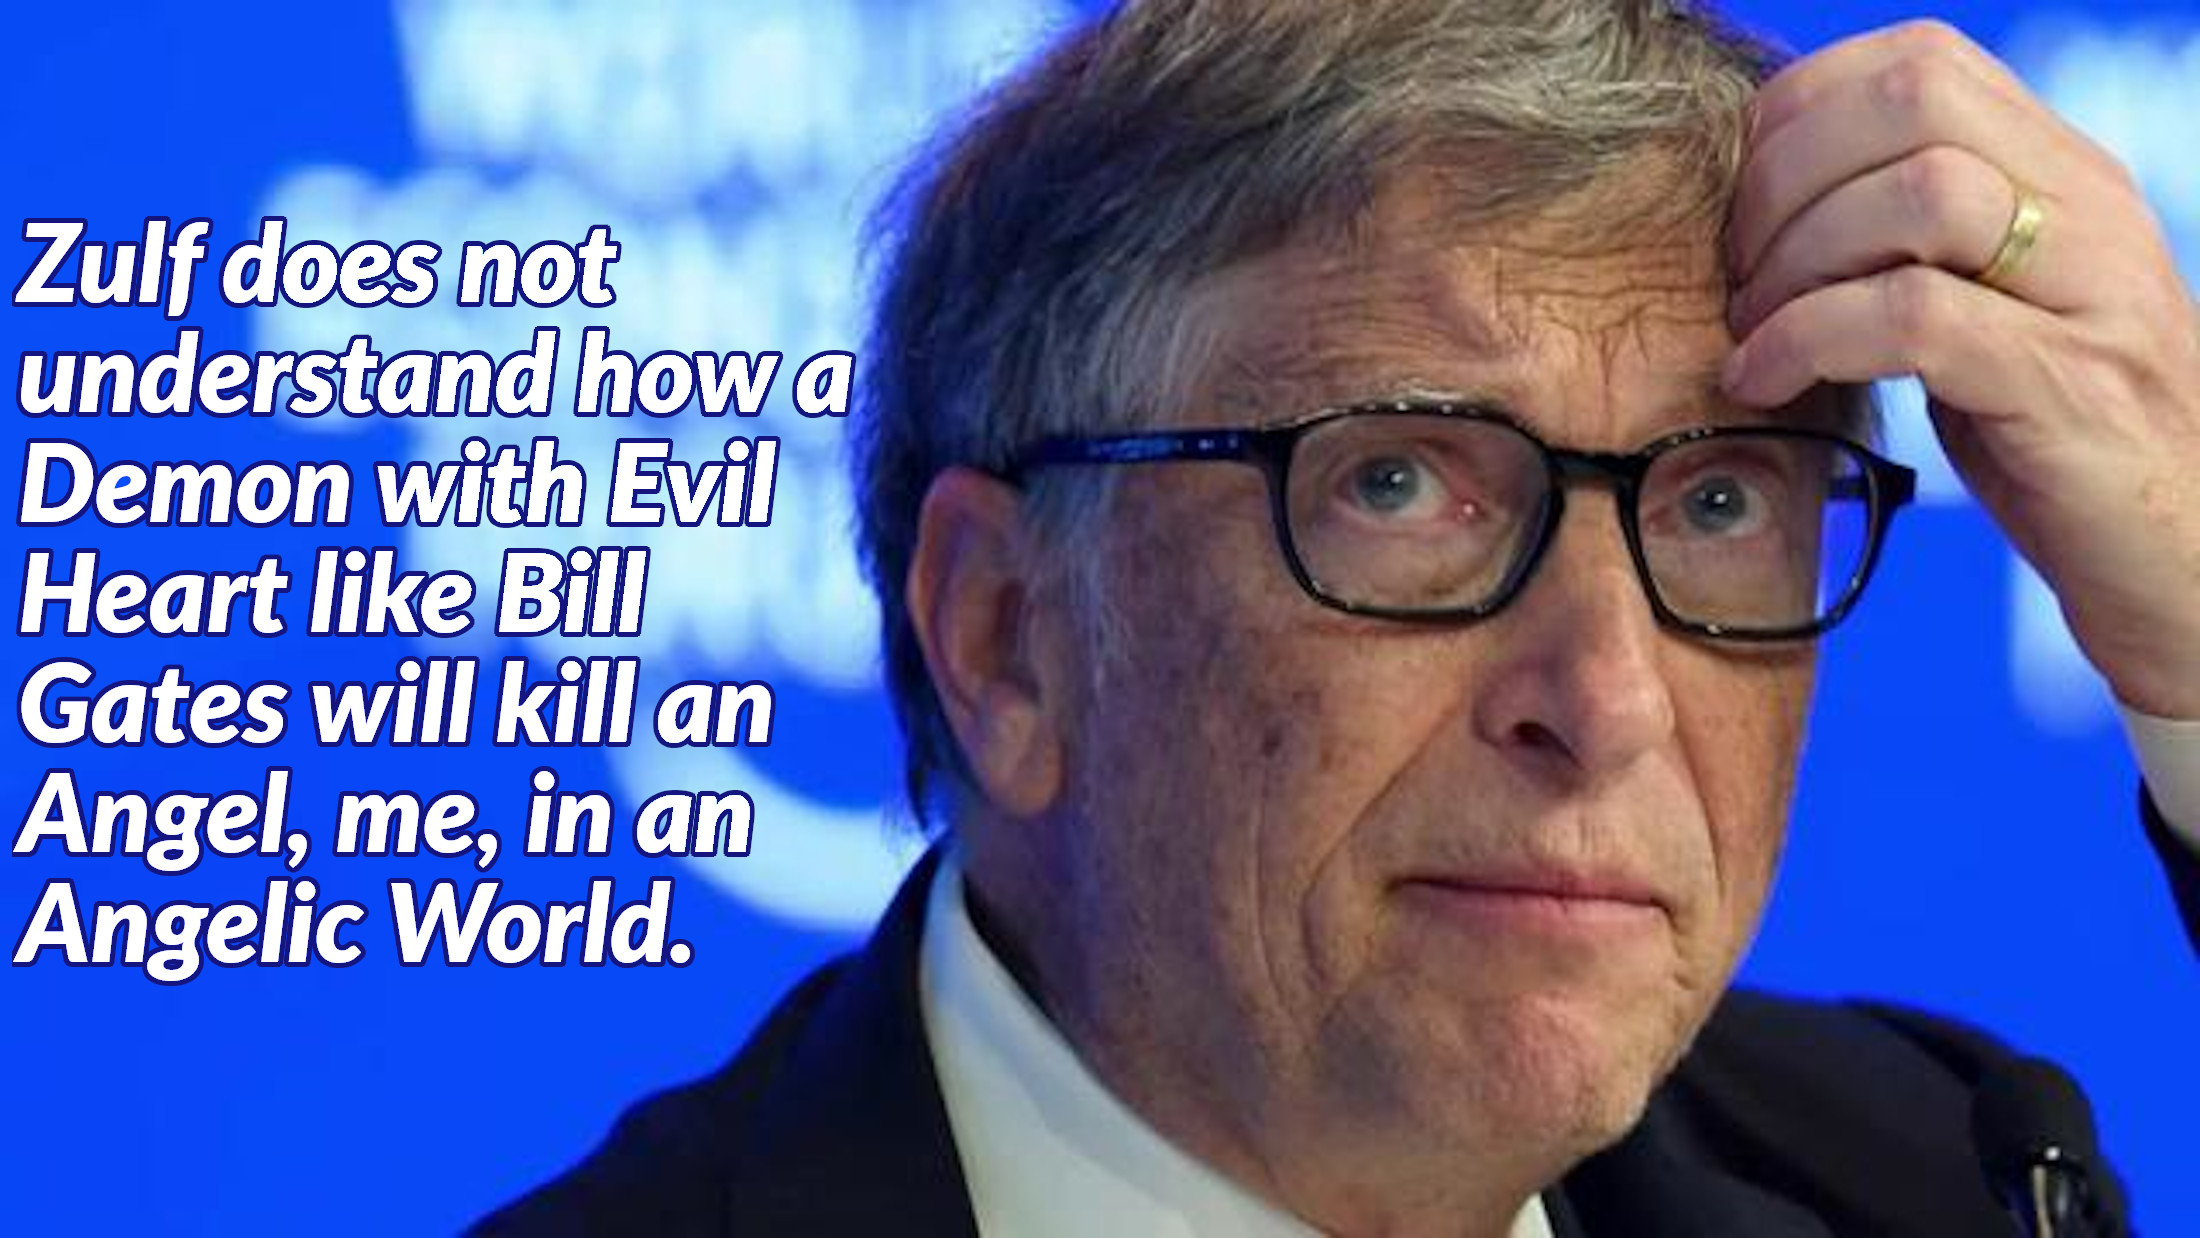 Zulf does not
understand how a
Demon with Evil
Heart like Bill
Gates will kill an
Angel, me, in an
Angelic World.